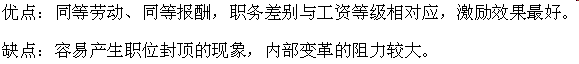 优点：同等劳动、同等报酬，职务差别与工资等级相对应，激励效果最好。
缺点：容易产生职位封顶的现象，内部变革的阻力较大。